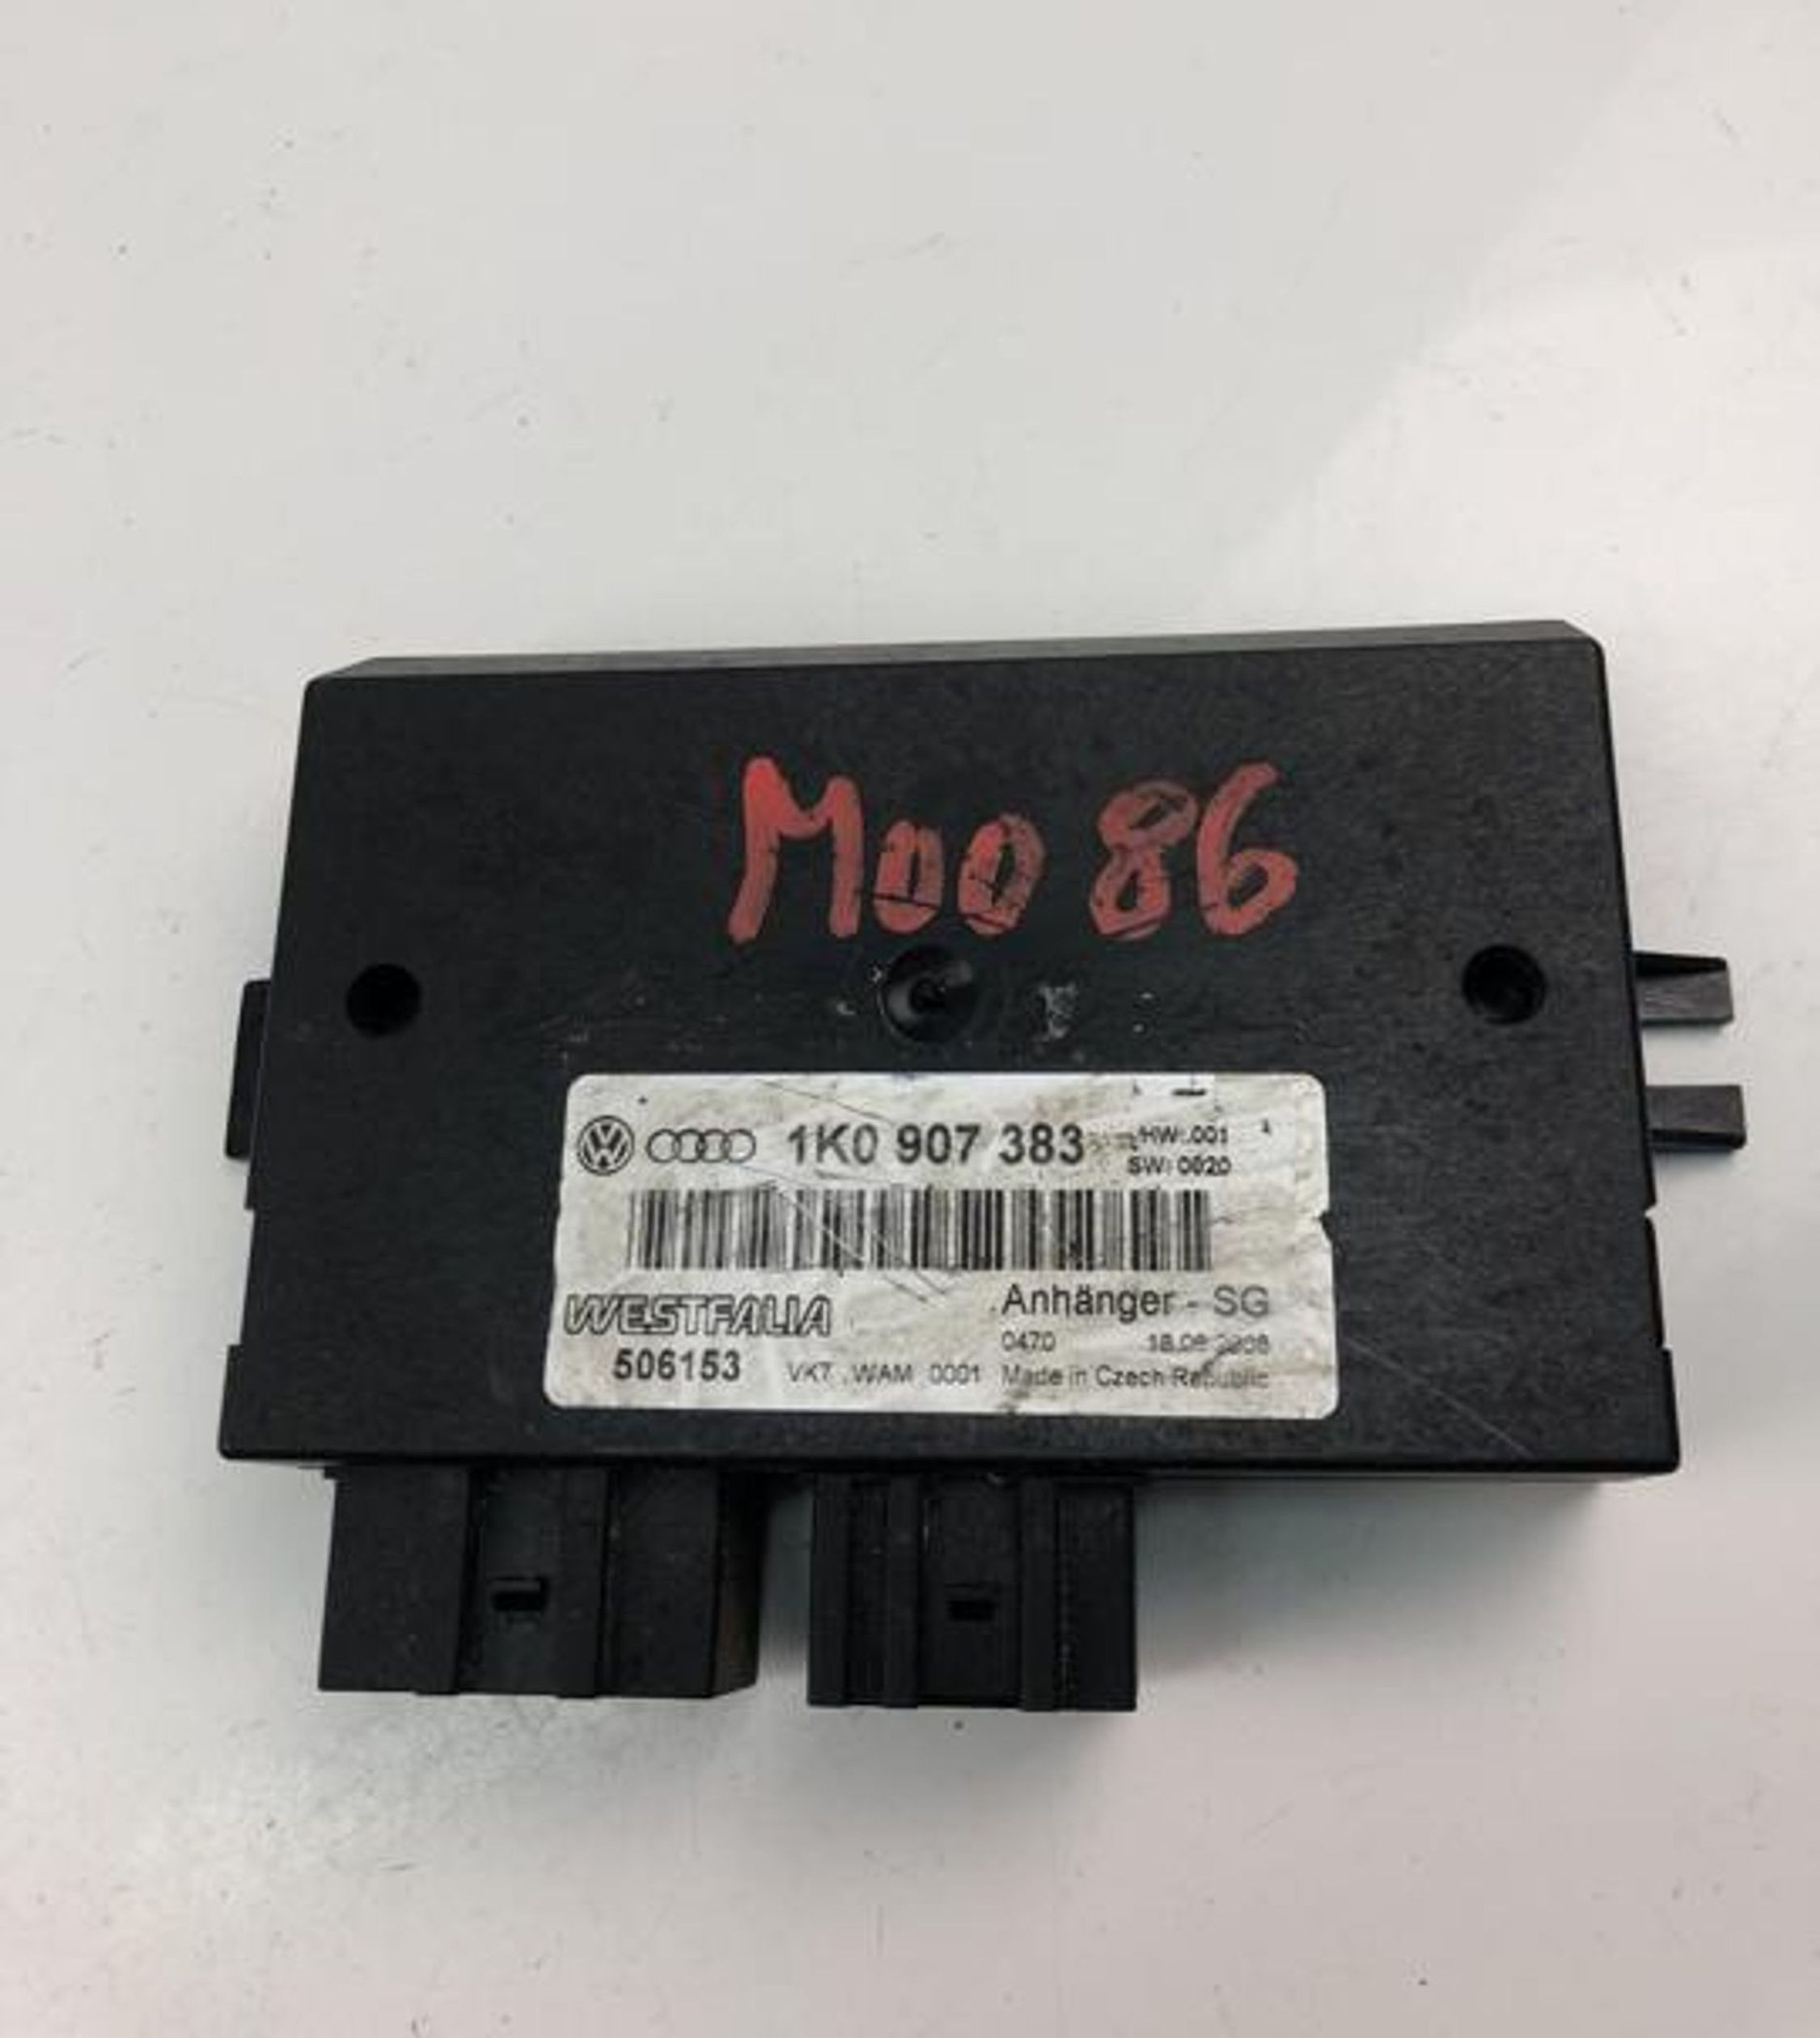 M00 86
1K0 907 383
HW: 001
SW: 0020
WESTFALIA
Anhänger - SG
0470
506153
VK7 WAM 0001
Made in Czech Republic